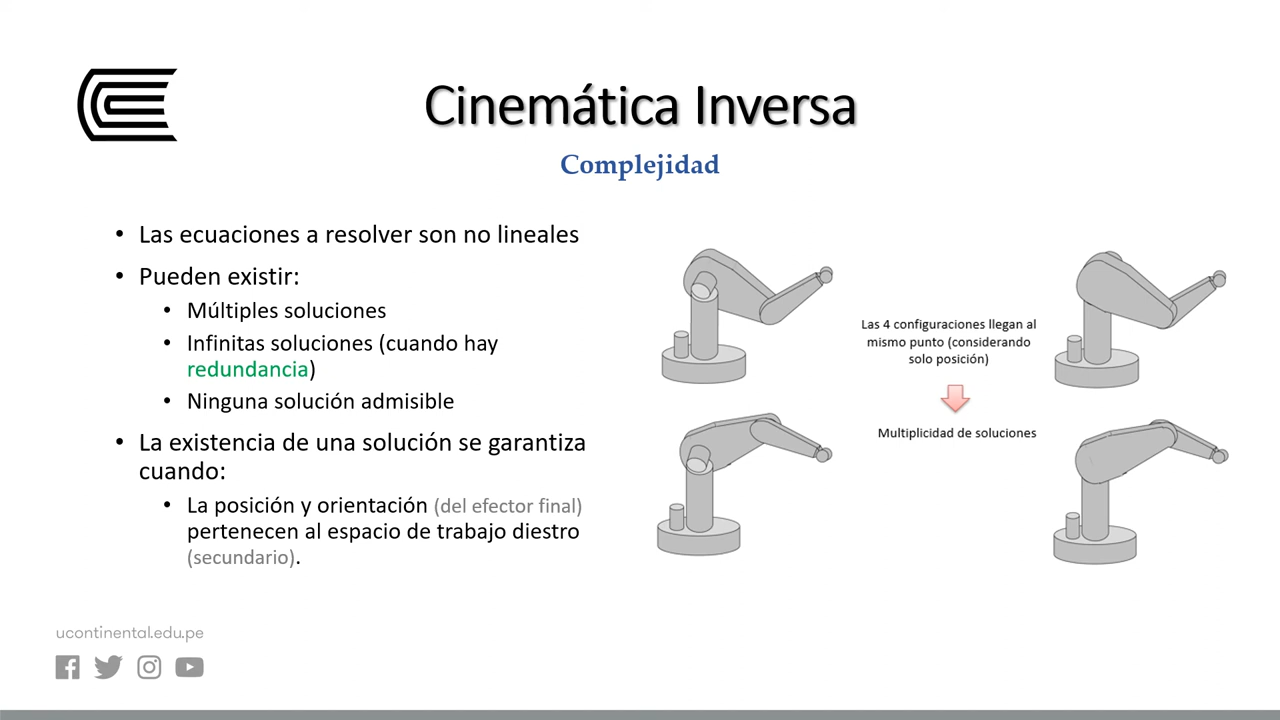 Cinemática Inversa
Complejidad
• Las ecuaciones a resolver son no lineales
• Pueden existir:
• Múltiples soluciones
• Infinitas soluciones (cuando hay
redundancia)
• Ninguna solución admisible
• La existencia de una solución se garantiza
cuando:
• La posición y orientación (del efector final)
pertenecen al espacio de trabajo diestro
(secundario).
Las 4 configuraciones llegan al
mismo punto (considerando
solo posición)
Multiplicidad de soluciones
ucontinental.edu.pe